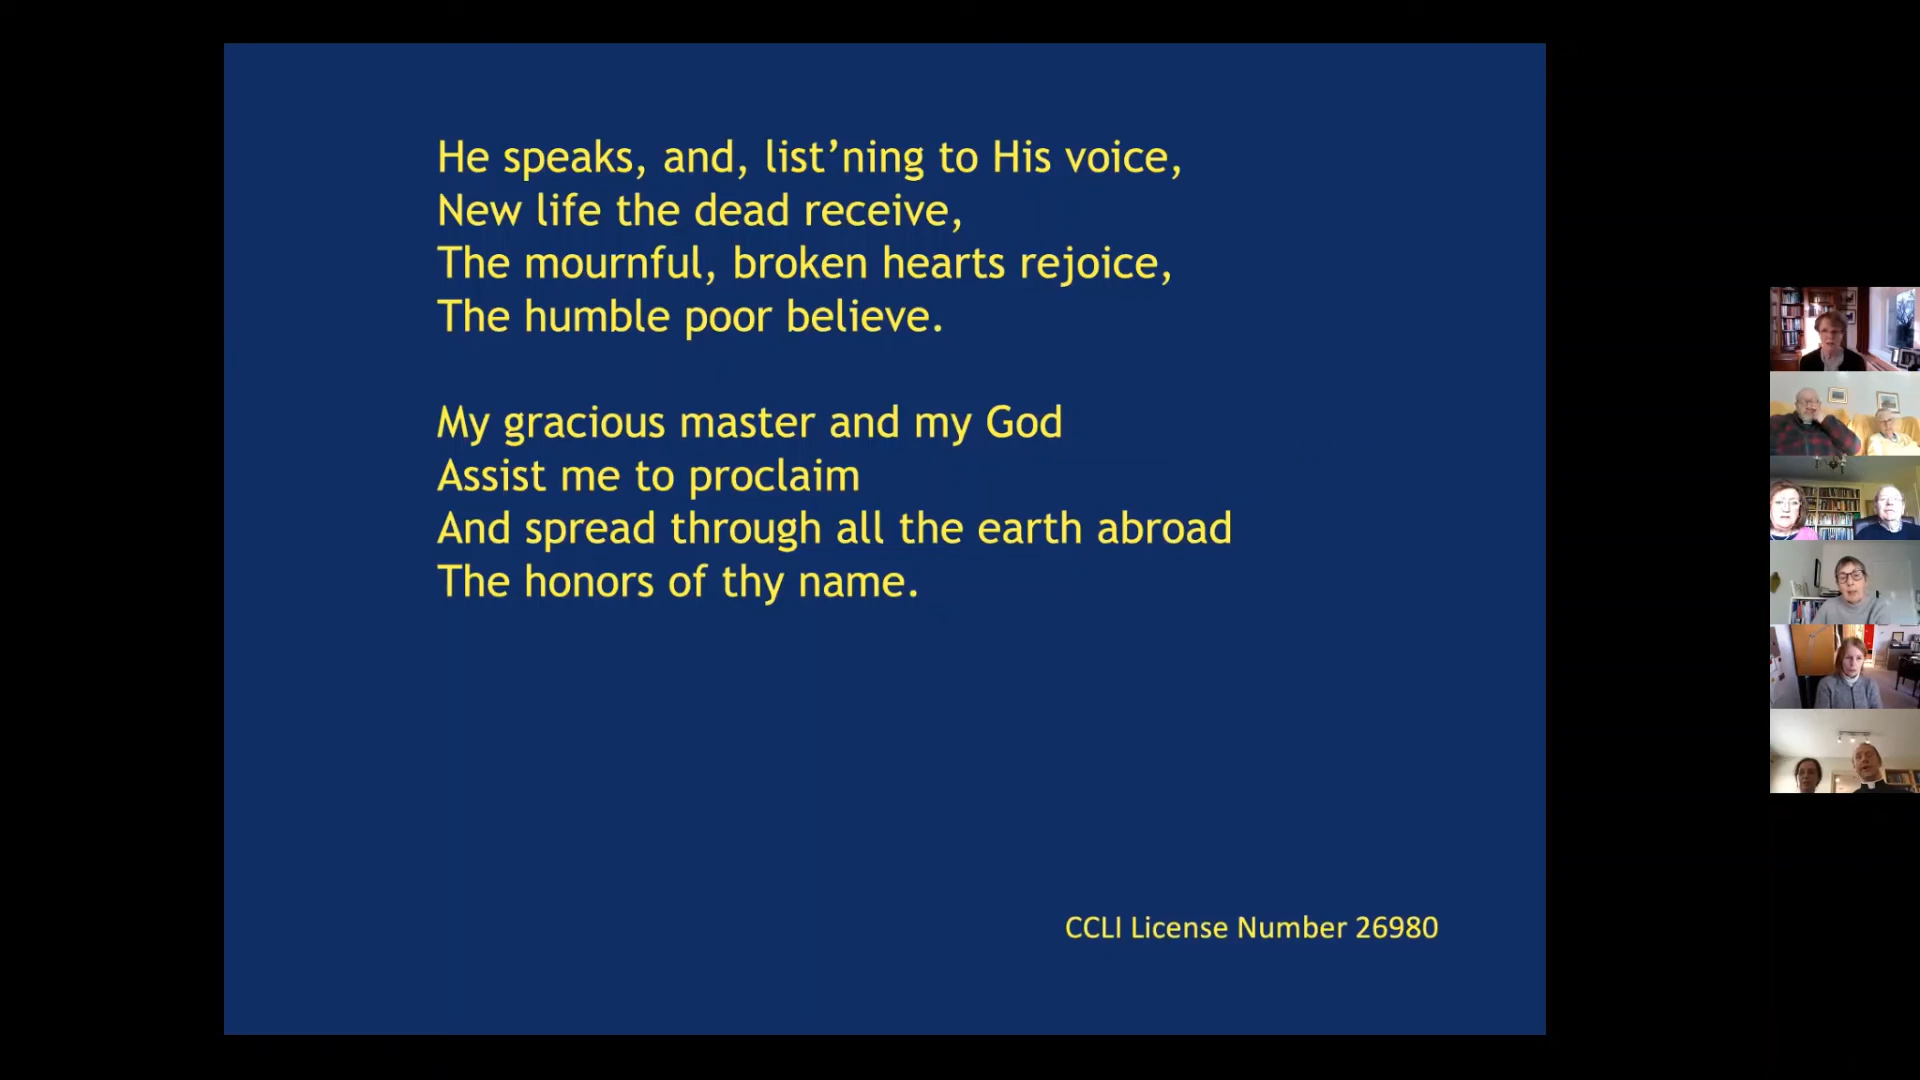 He speaks, and, list’ning to His voice,
New life the dead receive,
The mournful, broken hearts rejoice,
The humble poor believe.
My gracious master and my God
Assist me to proclaim
And spread through all the earth abroad
The honors of thy name.
CCLI License Number 26980